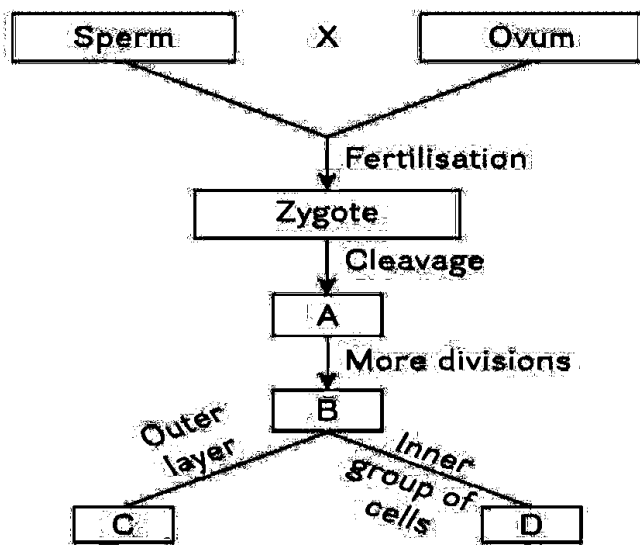 Sperm X Ovum
Fertilisation
Zygote
Cleavage
A
More divisions
B
Outer
layer
Inner
group of
cells
C
D